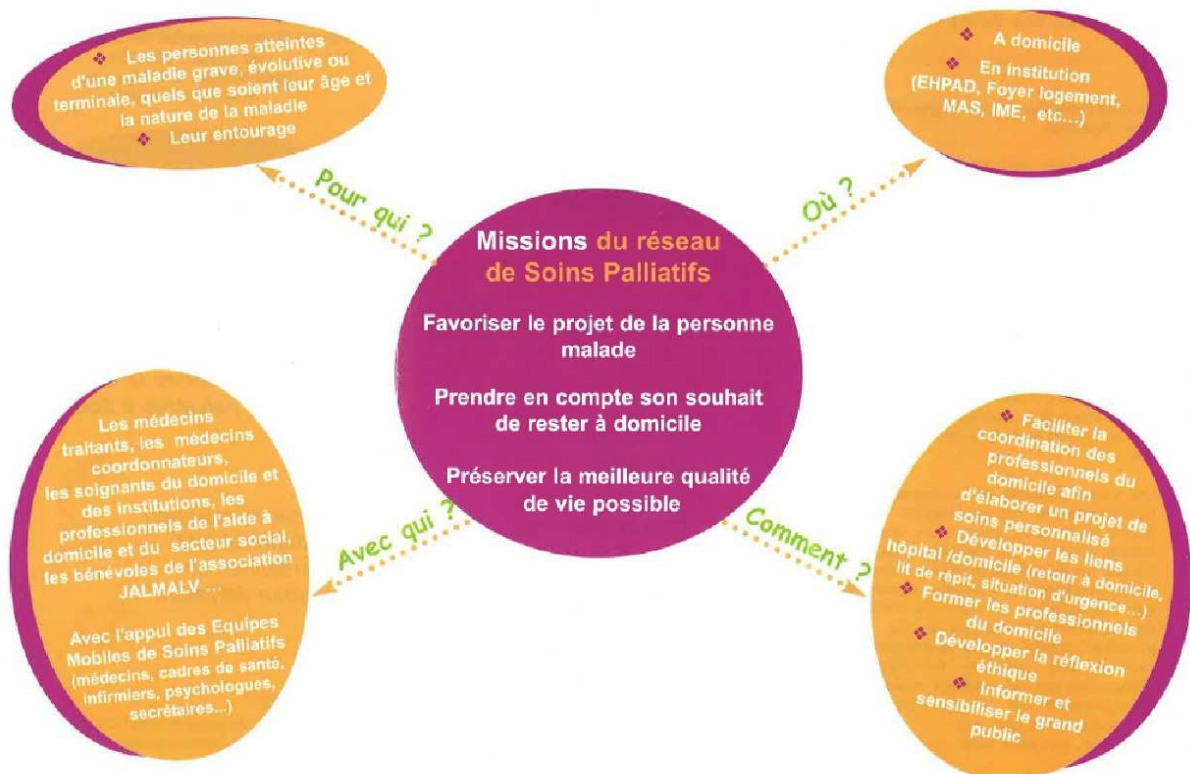 ❖ Les personnes atteintes
d'une maladie grave, évolutive ou
terminale, quels que soient leur âge et
la nature de la maladie
❖ Leur entourage
❖ A domicile
❖ En institution
(EHPAD, Foyer logement,
MAS, IME, etc...)
Pour qui ?
Où ?
Missions du réseau
de Soins Palliatifs
Favoriser le projet de la personne
malade
Prendre en compte son souhait
de rester à domicile
Préserver la meilleure qualité
de vie possible
Avec qui ?
Comment ?
Les médecins
traitants, les médecins
coordonnateurs,
les soignants du domicile et
des institutions, les
professionnels de l'aide à
domicile et du secteur social,
les bénévoles de l'association
JALMALV ...
Avec l'appui des Equipes
Mobiles de Soins Palliatifs
(médecins, cadres de santé,
infirmiers, psychologues,
secrétaires...)
❖ Faciliter la
coordination des
professionnels du
domicile afin
d'élaborer un projet de
soins personnalisé
❖ Développer les liens
hôpital /domicile (retour à domicile,
lit de répit, situation d'urgence...)
❖ Former les professionnels
du domicile
❖ Développer la réflexion
éthique
❖ Informer et
sensibiliser le grand
public